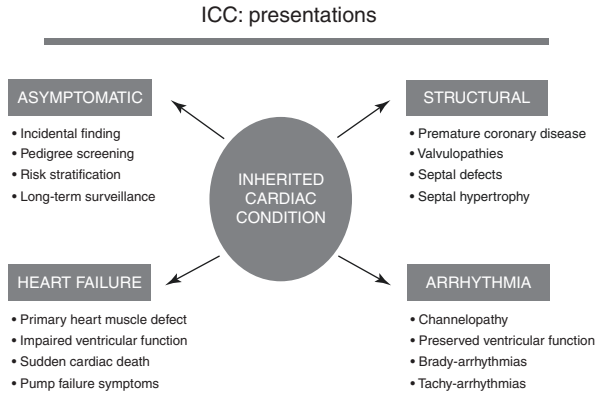 ICC: presentations
ASYMPTOMATIC
• Incidental finding
• Pedigree screening
• Risk stratification
• Long-term surveillance
STRUCTURAL
• Premature coronary disease
• Valvulopathies
• Septal defects
• Septal hypertrophy
INHERITED
CARDIAC
CONDITION
HEART FAILURE
• Primary heart muscle defect
• Impaired ventricular function
• Sudden cardiac death
• Pump failure symptoms
ARRHYTHMIA
• Channelopathy
• Preserved ventricular function
• Brady-arrhythmias
• Tachy-arrhythmias